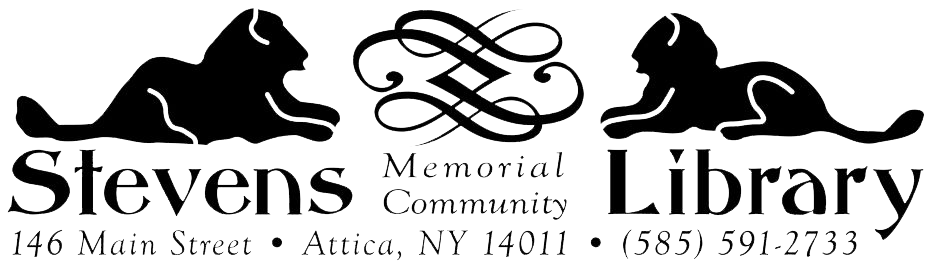 Stevens Memorial Community Library
146 Main Street • Attica, NY 14011 • (585) 591-2733